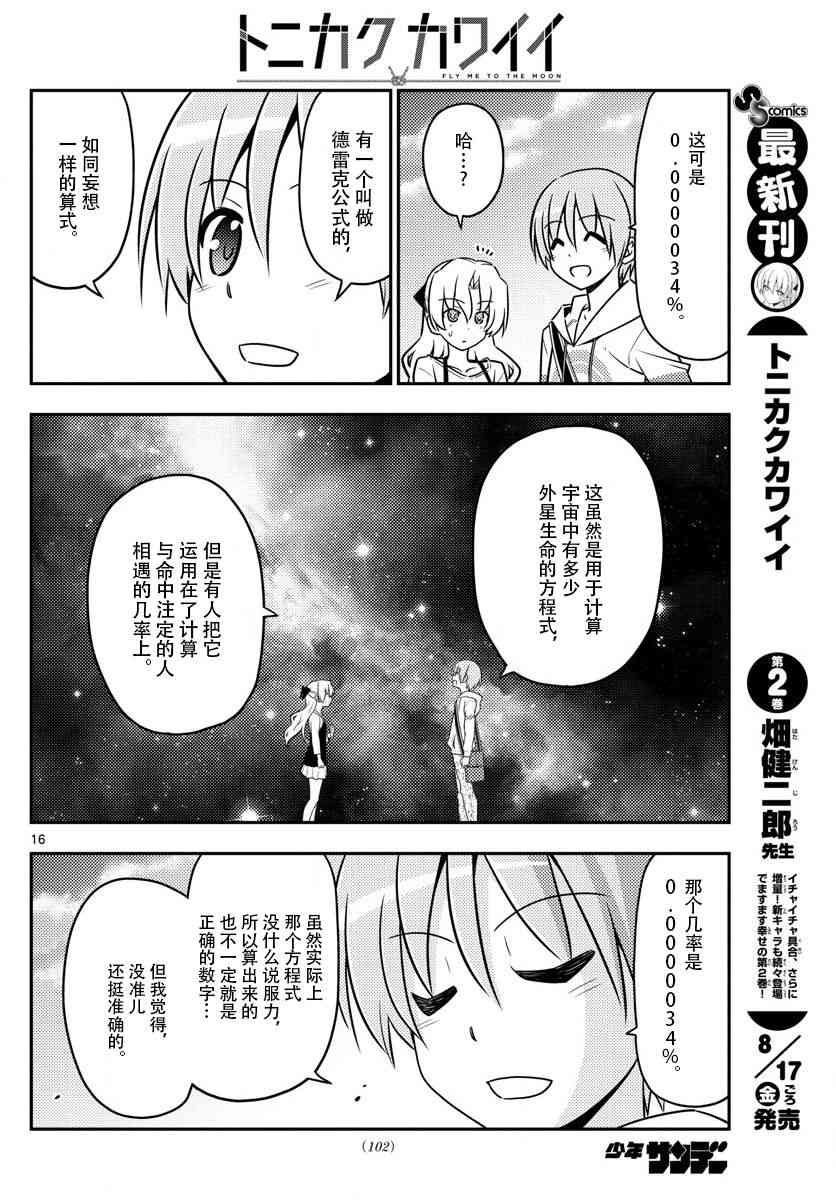 トニカクカワイイ
FLY ME TO THE MOON
这可是
0.0000034%。
哈…?
有一个叫做
德雷克公式的,
如同妄想
一样的算式。
这虽然是用于计算
宇宙中有多少
外星生命的方程式,
但是有人把它
运用在了计算
与命中注定的人
相遇的几率上。
16
那个几率是
0.0000034%。
虽然实际上
那个方程式
没什么说服力,
所以算出来的
也不一定就是
正确的数字…
但我觉得,
没准儿
还挺准确的。
(102)
少年サンデー
SS comics
最新刊
トニカクカワイイ
第2巻
畑健二郎
はたけんじろう
先生
イチャイチャ具合、さらに
増量!新キャラも続々登場
でますます幸せの第2巻!
8/17
金
ごろ
発売